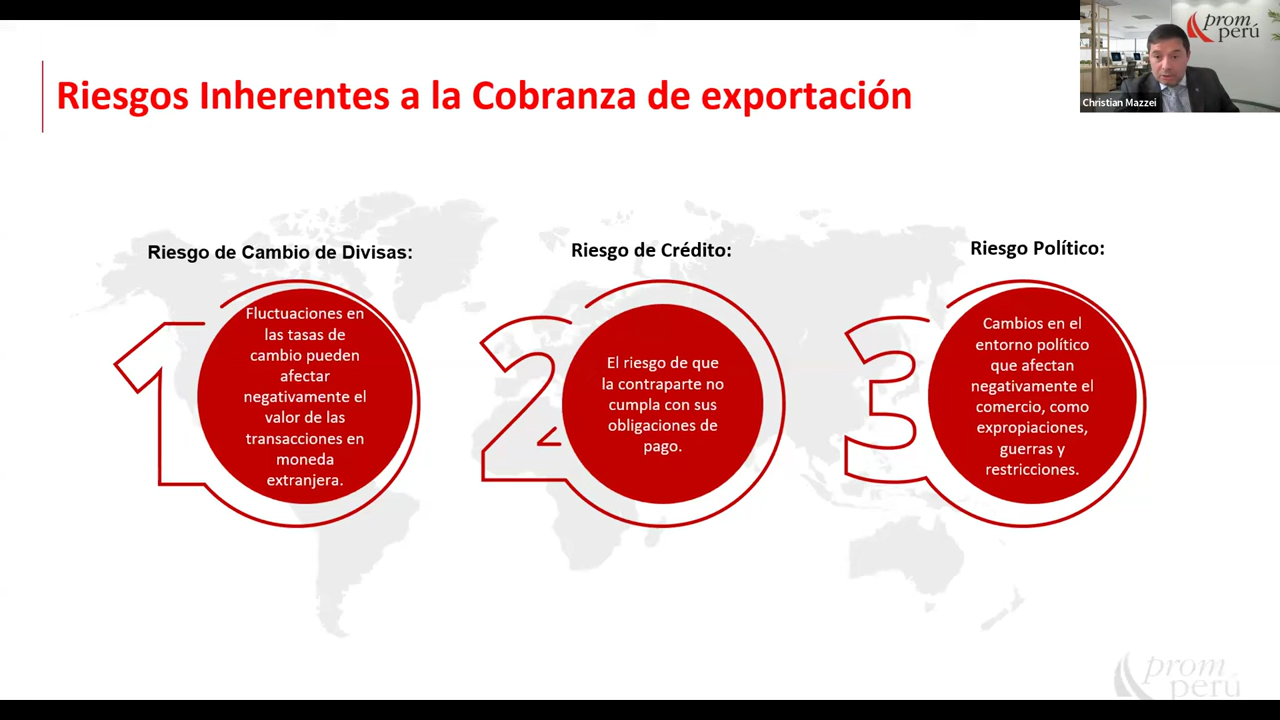 prom
perú
Christian Mazzei
Riesgos Inherentes a la Cobranza de exportación
Riesgo de Cambio de Divisas:
1
Fluctuaciones en
las tasas de
cambio pueden
afectar
negativamente el
valor de las
transacciones en
moneda
extranjera.
Riesgo de Crédito:
2
El riesgo de que
la contraparte no
cumpla con sus
obligaciones de
pago.
Riesgo Político:
3
Cambios en el
entorno político
que afectan
negativamente el
comercio, como
expropiaciones,
guerras y
restricciones.
prom
perú